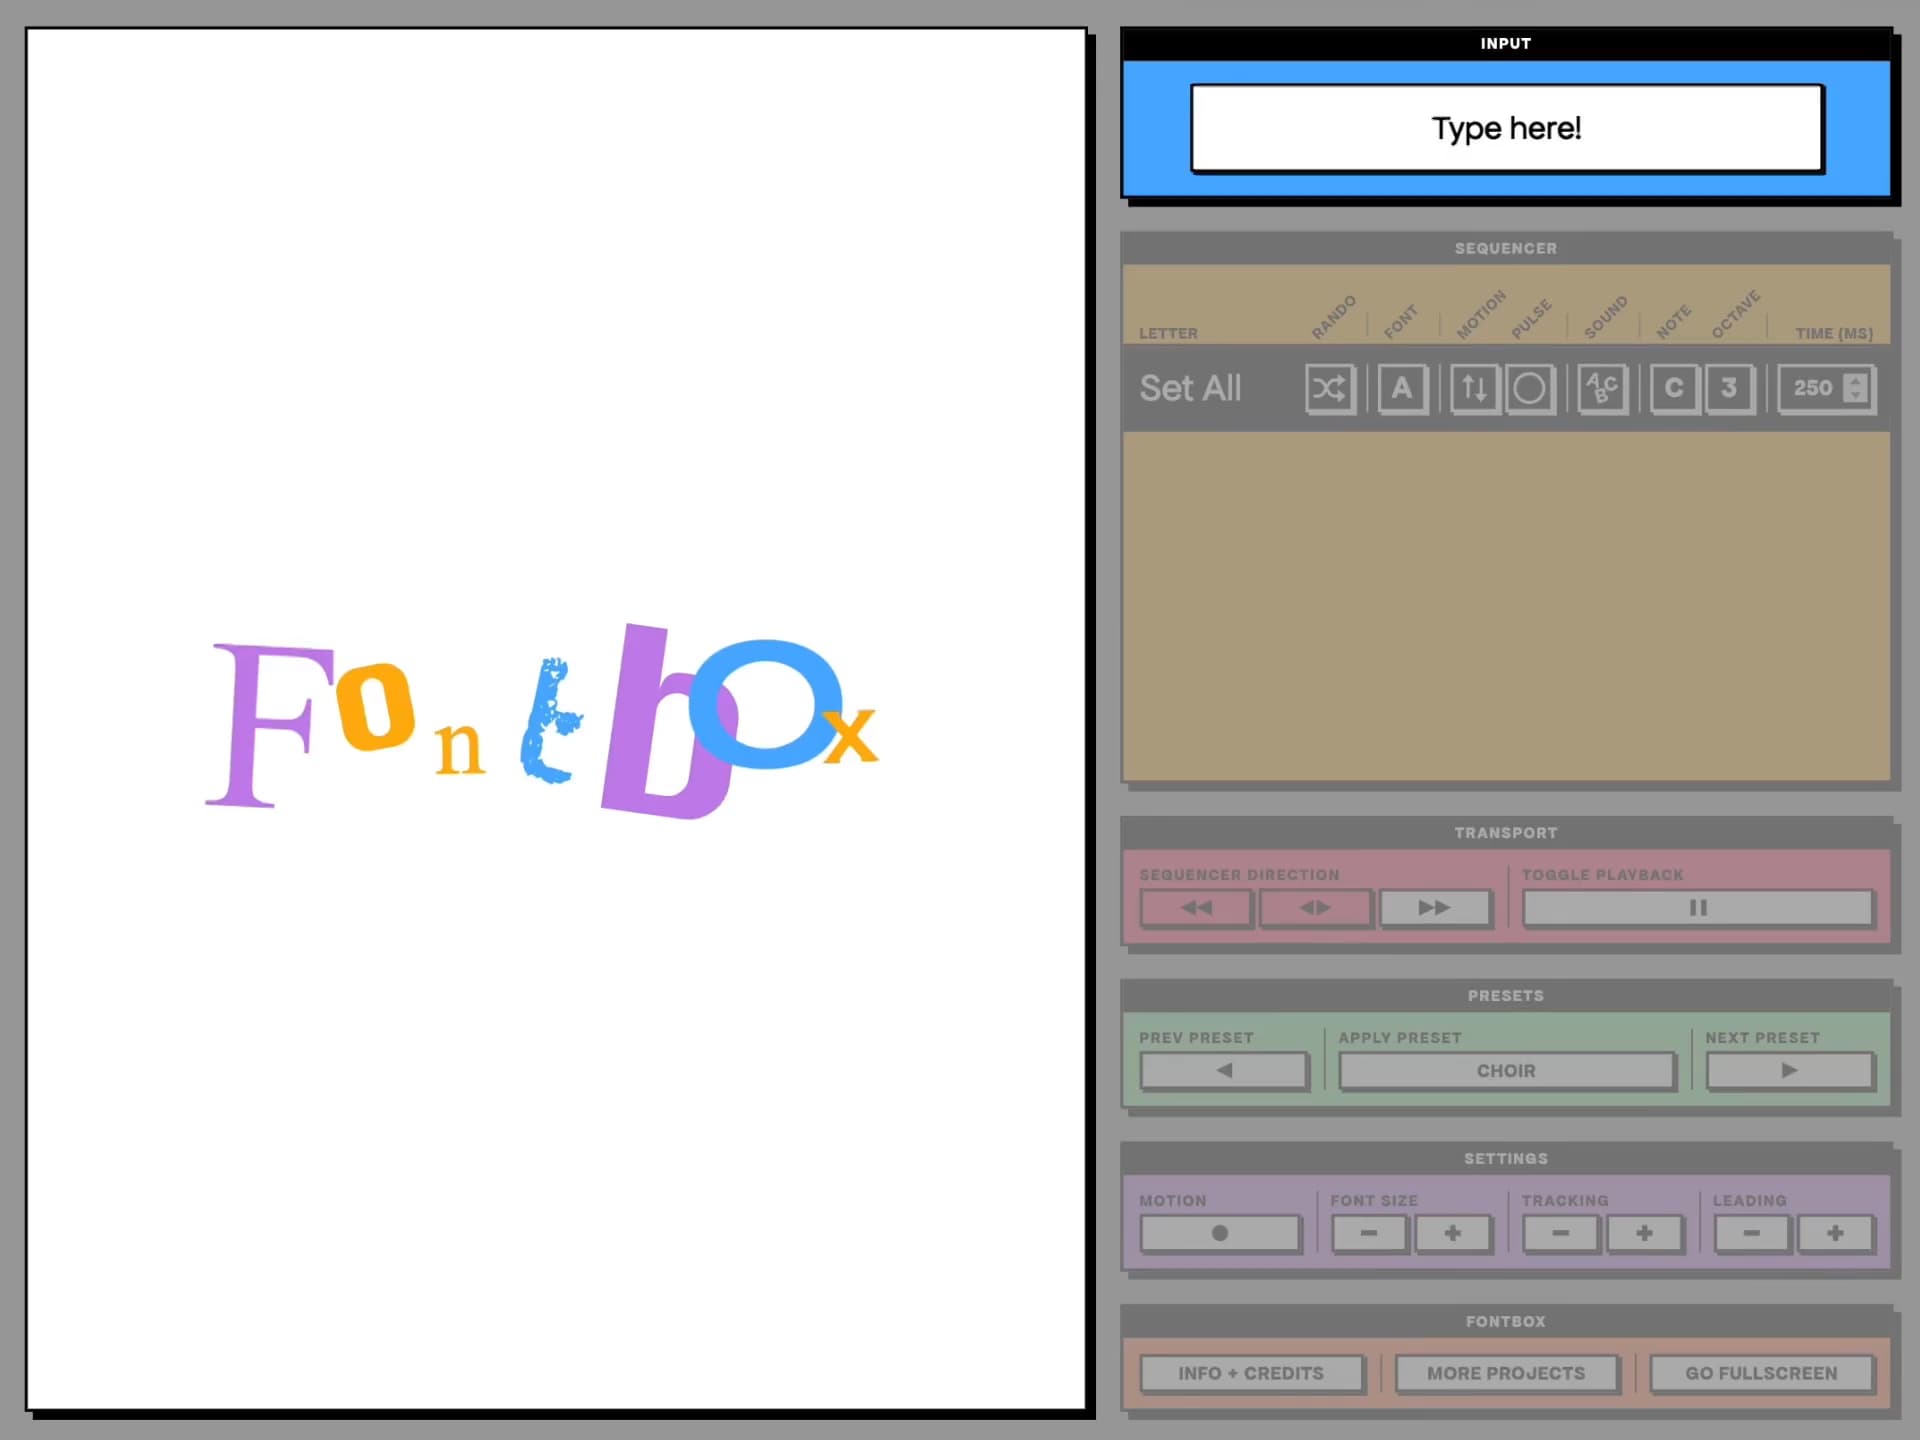 Fontbox
INPUT
Type here!
SEQUENCER
LETTER RANDO FONT MOTION PULSE SOUND NOTE OCTAVE TIME (MS)
Set All A ABC C 3 250
TRANSPORT
SEQUENCER DIRECTION TOGGLE PLAYBACK
PRESETS
PREV PRESET APPLY PRESET NEXT PRESET
CHOIR
SETTINGS
MOTION FONT SIZE TRACKING LEADING
− + − + − +
FONTBOX
INFO + CREDITS MORE PROJECTS GO FULLSCREEN